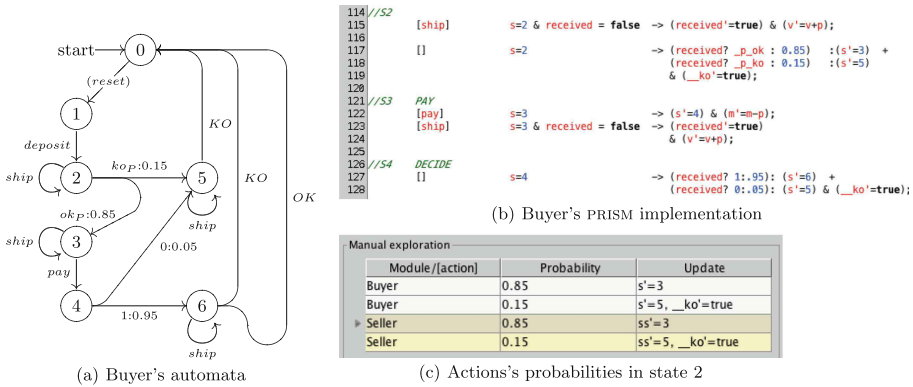 start
0
(reset)
1
deposit
ship
2
ko_P:0.15
5
KO
KO
OK
ship
ok_P:0.85
ship
3
pay
0:0.05
4
1:0.95
6
ship
(a) Buyer's automata
114 //S2
115 [ship] s=2 & received = false -> (received'=true) & (v'=v+p);
116
117 [] s=2 -> (received? _p_ok : 0.85) :(s'=3) +
118 (received? _p_ko : 0.15) :(s'=5)
119 & (__ko'=true);
120
121 //S3 PAY
122 [pay] s=3 -> (s'=4) & (m'=m-p);
123 [ship] s=3 & received = false -> (received'=true)
124 & (v'=v+p);
125
126 //S4 DECIDE
127 [] s=4 -> (received? 1:.95): (s'=6) +
128 (received? 0:.05): (s'=5) & (__ko'=true);
(b) Buyer's PRISM implementation
Manual exploration
Module/[action] Probability Update
Buyer 0.85 s'=3
Buyer 0.15 s'=5, __ko'=true
Seller 0.85 ss'=3
Seller 0.15 ss'=5, __ko'=true
(c) Actions's probabilities in state 2